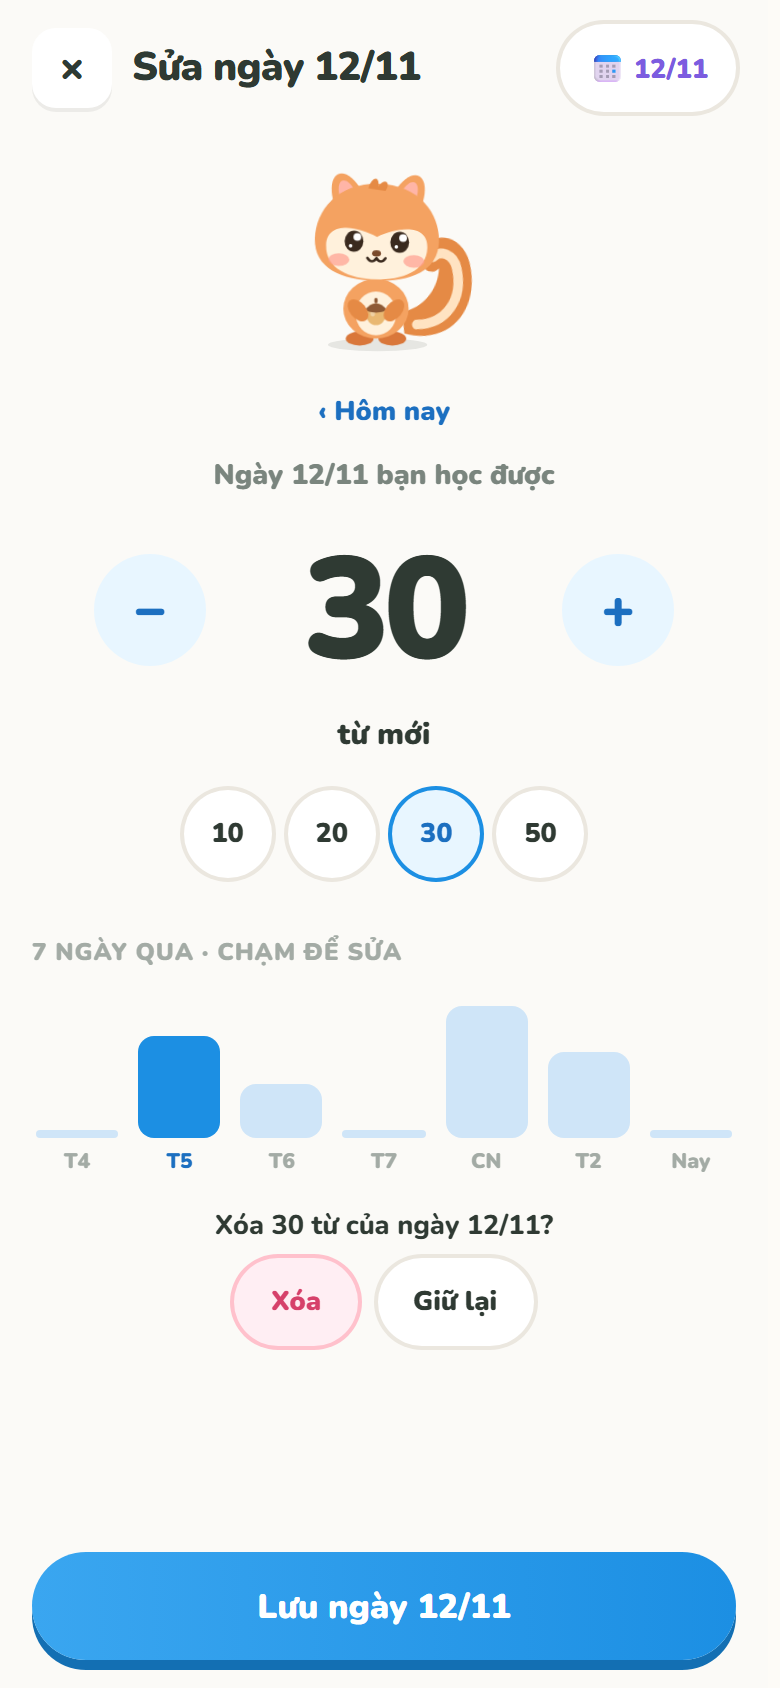 × Sửa ngày 12/11 12/11
‹ Hôm nay
Ngày 12/11 bạn học được
− 30 +
từ mới
10 20 30 50
7 NGÀY QUA · CHẠM ĐỂ SỬA
T4 T5 T6 T7 CN T2 Nay
Xóa 30 từ của ngày 12/11?
Xóa Giữ lại
Lưu ngày 12/11